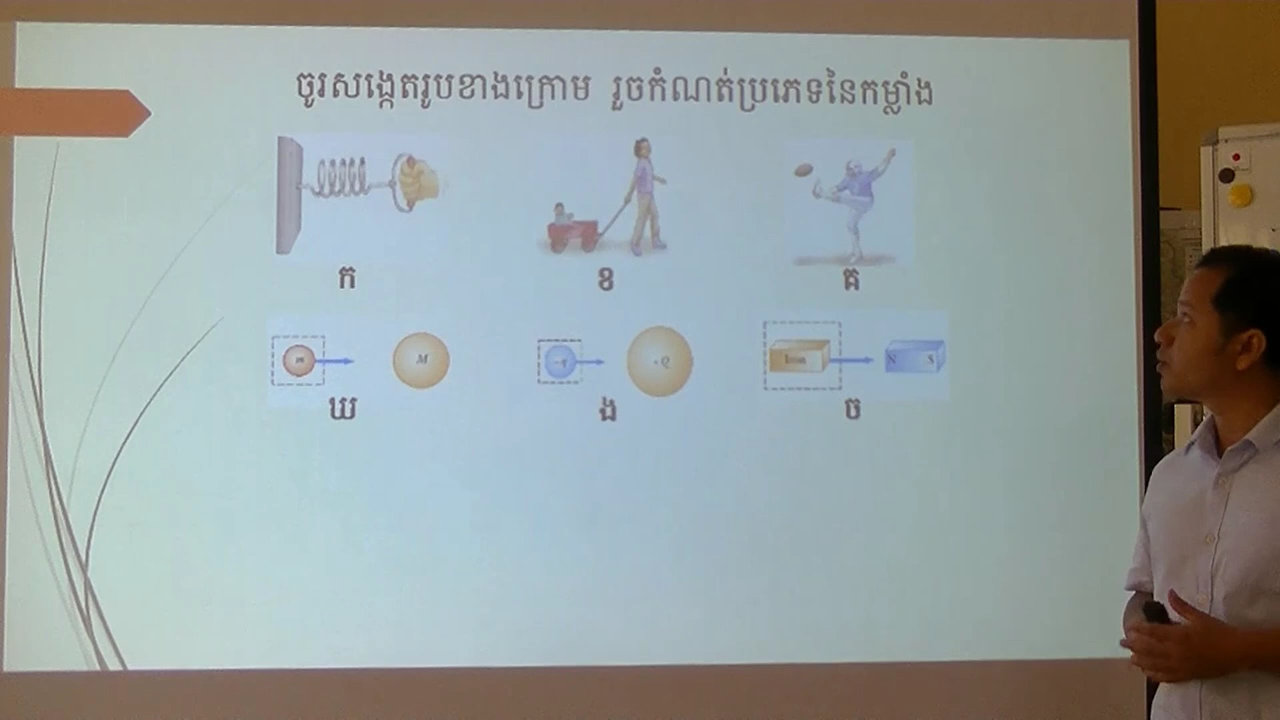 ចូរសង្កេតរូបខាងក្រោម រួចកំណត់ប្រភេទនៃកម្លាំង
ក ខ គ
m M -q +Q Iron N S
ឃ ង ច